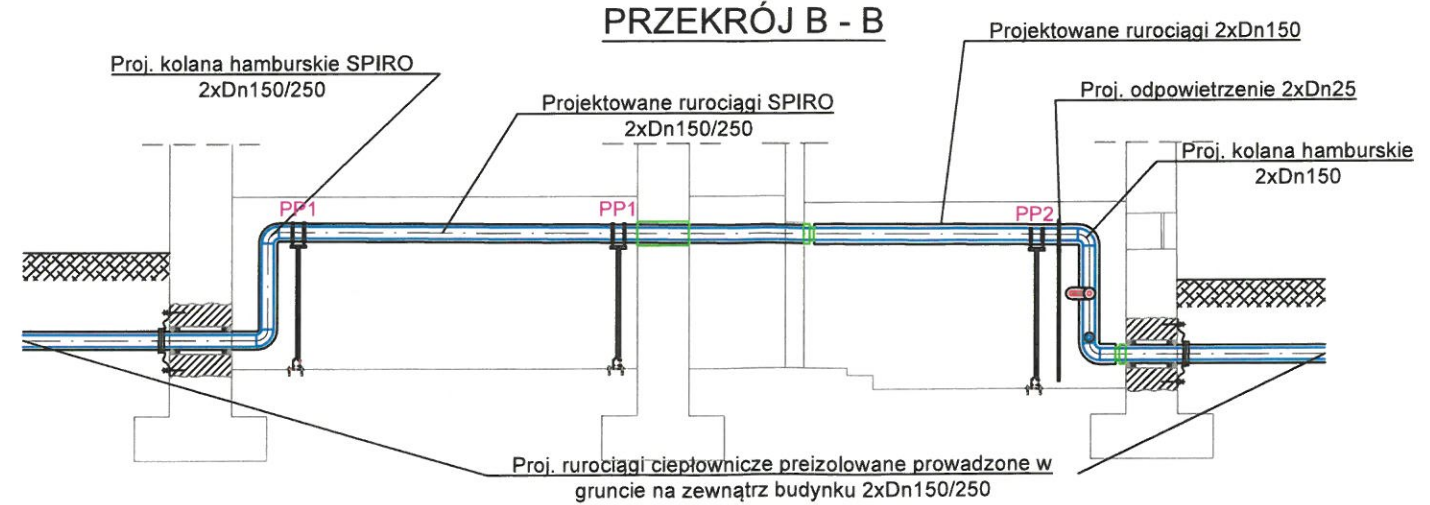 PRZEKRÓJ B - B
Projektowane rurociągi 2xDn150
Proj. kolana hamburskie SPIRO
2xDn150/250
Projektowane rurociągi SPIRO
2xDn150/250
Proj. odpowietrzenie 2xDn25
Proj. kolana hamburskie
2xDn150
PP1
PP1
PP2
Proj. rurociągi ciepłownicze preizolowane prowadzone w
gruncie na zewnątrz budynku 2xDn150/250